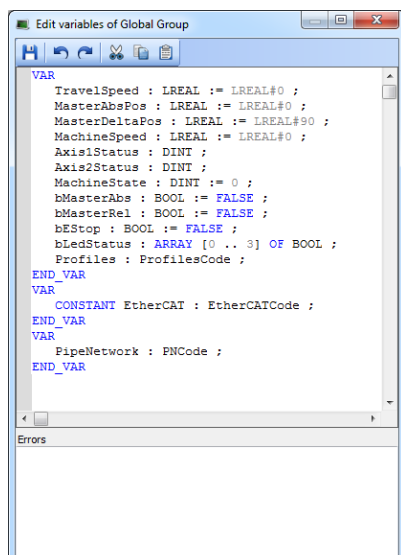 Edit variables of Global Group
VAR
TravelSpeed : LREAL := LREAL#0 ;
MasterAbsPos : LREAL := LREAL#0 ;
MasterDeltaPos : LREAL := LREAL#90 ;
MachineSpeed : LREAL := LREAL#0 ;
Axis1Status : DINT ;
Axis2Status : DINT ;
MachineState : DINT := 0 ;
bMasterAbs : BOOL := FALSE ;
bMasterRel : BOOL := FALSE ;
bEStop : BOOL := FALSE ;
bLedStatus : ARRAY [0 .. 3] OF BOOL ;
Profiles : ProfilesCode ;
END_VAR
VAR
CONSTANT EtherCAT : EtherCATCode ;
END_VAR
VAR
PipeNetwork : PNCode ;
END_VAR
Errors